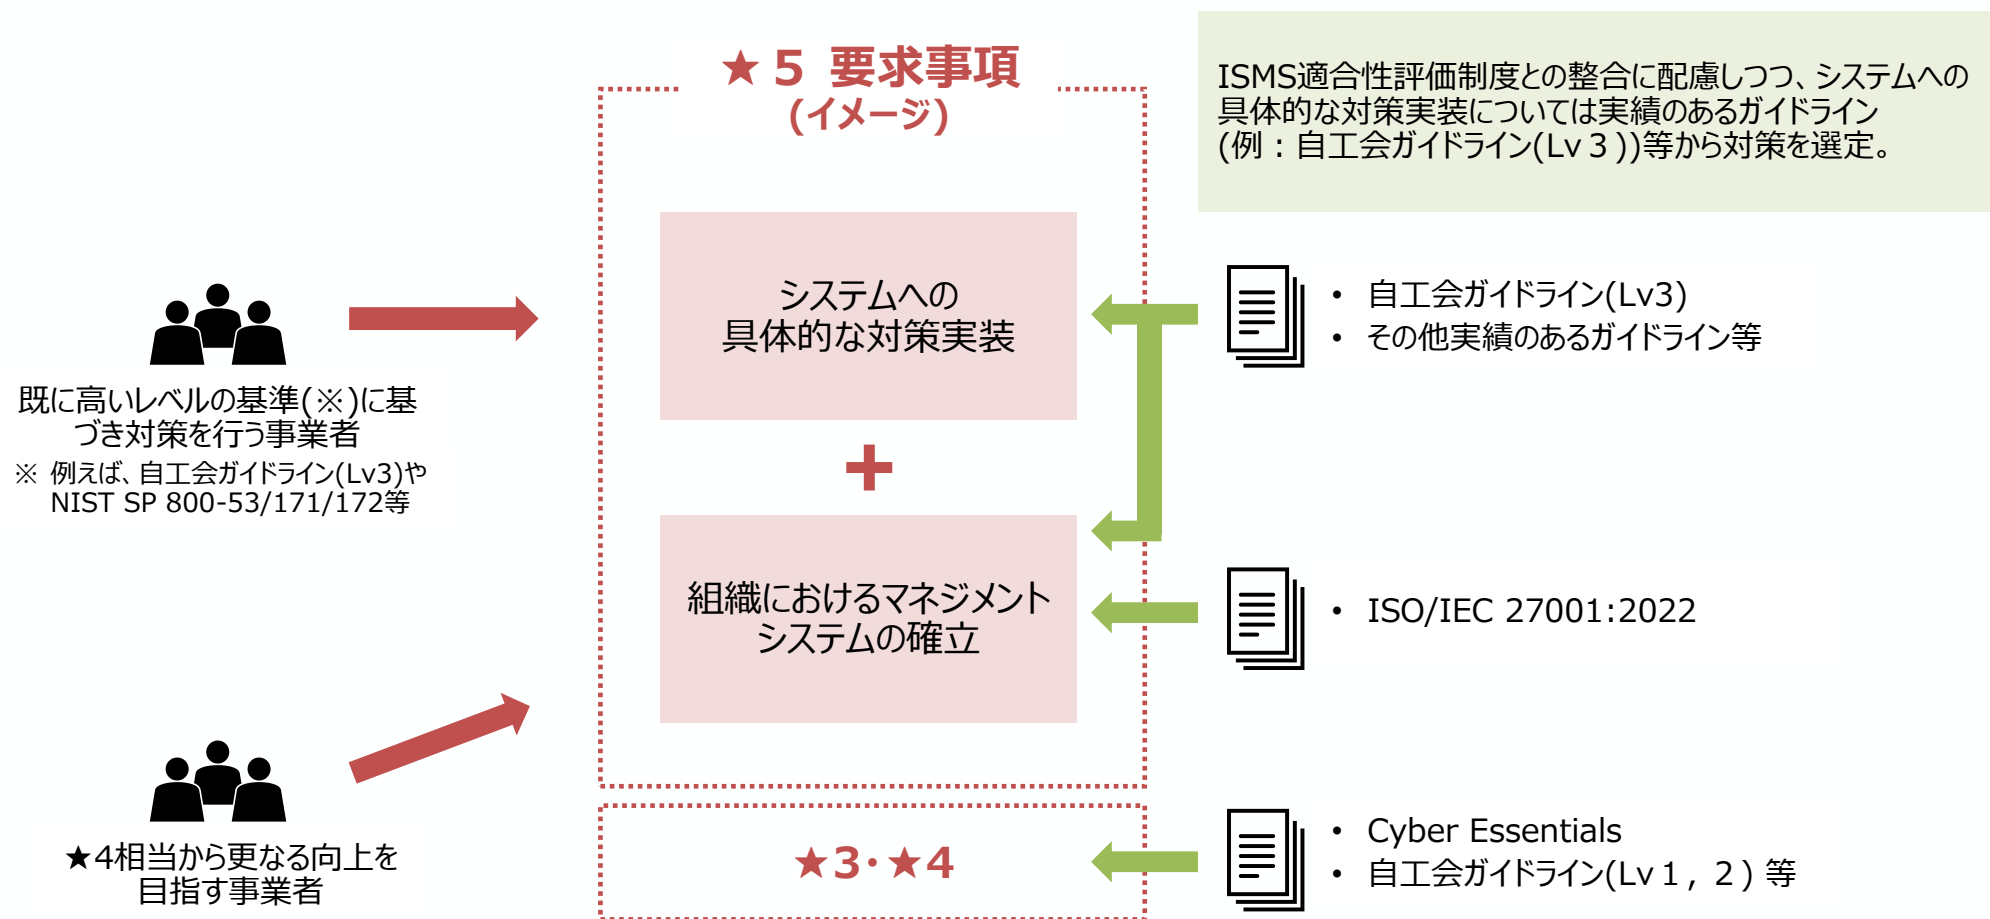 ★5 要求事項
(イメージ)
ISMS適合性評価制度との整合に配慮しつつ、システムへの
具体的な対策実装については実績のあるガイドライン
(例：自工会ガイドライン(Lv３))等から対策を選定。
システムへの
具体的な対策実装
• 自工会ガイドライン(Lv3)
• その他実績のあるガイドライン等
既に高いレベルの基準(※)に基
づき対策を行う事業者
※ 例えば、自工会ガイドライン(Lv3)や
NIST SP 800-53/171/172等
+
組織におけるマネジメント
システムの確立
• ISO/IEC 27001:2022
★4相当から更なる向上を
目指す事業者
★3・★4
• Cyber Essentials
• 自工会ガイドライン(Lv１，２) 等